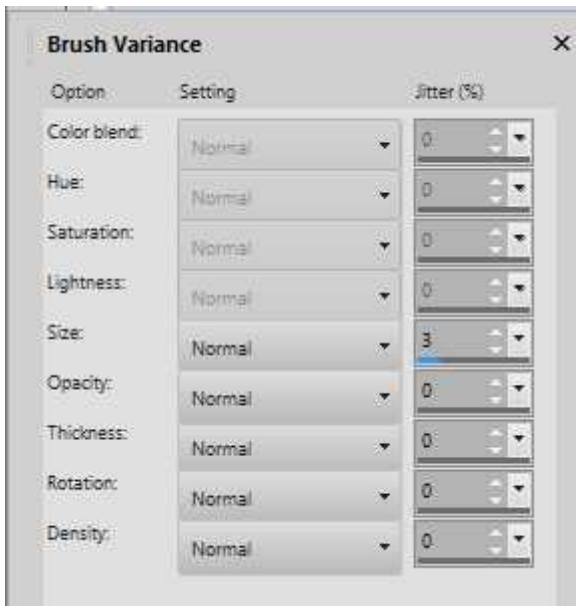 Brush Variance
Option Setting Jitter (%)
Color blend: Normal 0
Hue: Normal 0
Saturation: Normal 0
Lightness: Normal 0
Size: Normal 3
Opacity: Normal 0
Thickness: Normal 0
Rotation: Normal 0
Density: Normal 0